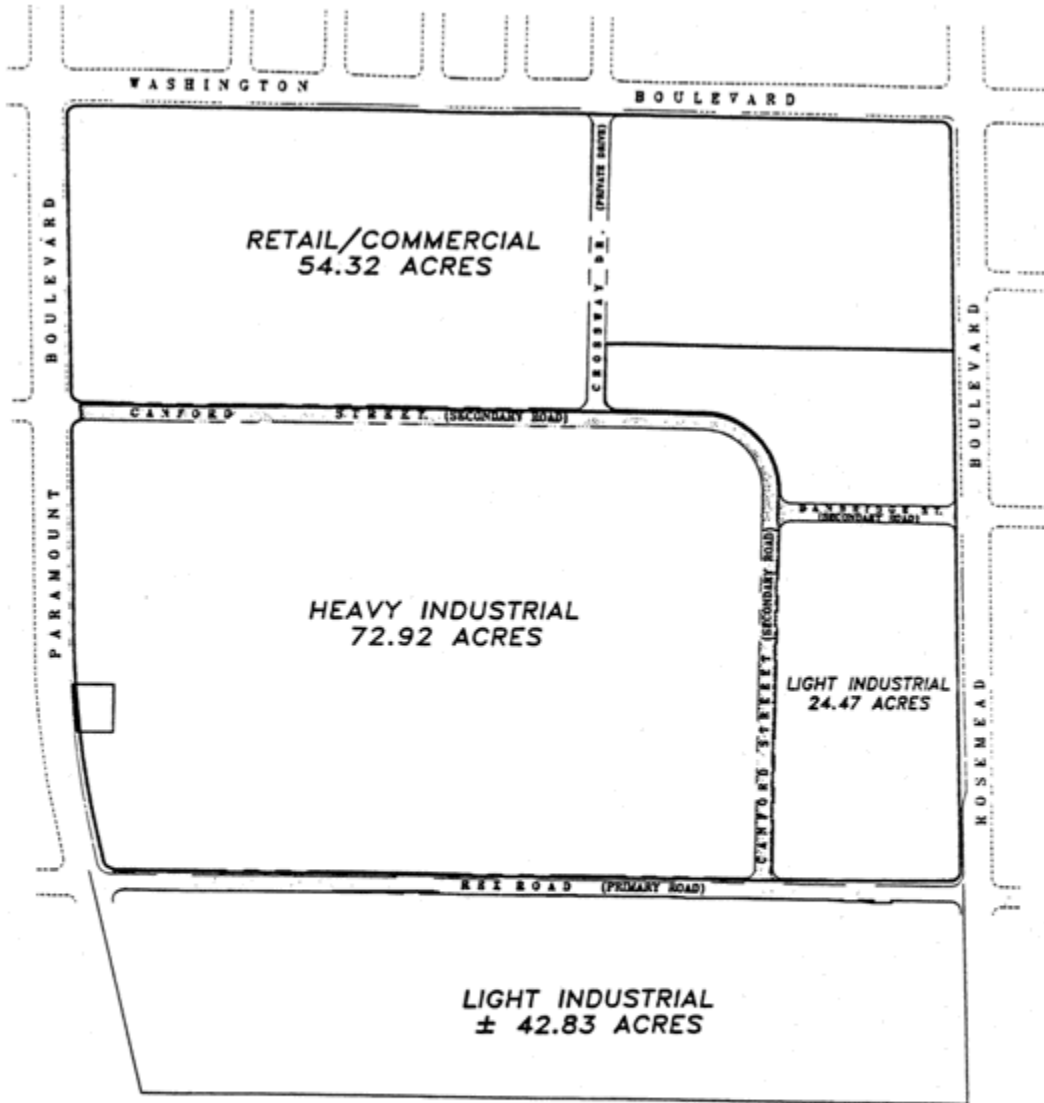 WASHINGTON BOULEVARD
BOULEVARD
PARAMOUNT
RETAIL/COMMERCIAL
54.32 ACRES
CROSSWAY DR. (PRIVATE DRIVE)
BOULEVARD
ROSEMEAD
CANFORD STREET (SECONDARY ROAD)
DANBRIDGE ST.
(SECONDARY ROAD)
HEAVY INDUSTRIAL
72.92 ACRES
CANFORD STREET (SECONDARY ROAD)
LIGHT INDUSTRIAL
24.47 ACRES
REX ROAD (PRIMARY ROAD)
LIGHT INDUSTRIAL
± 42.83 ACRES